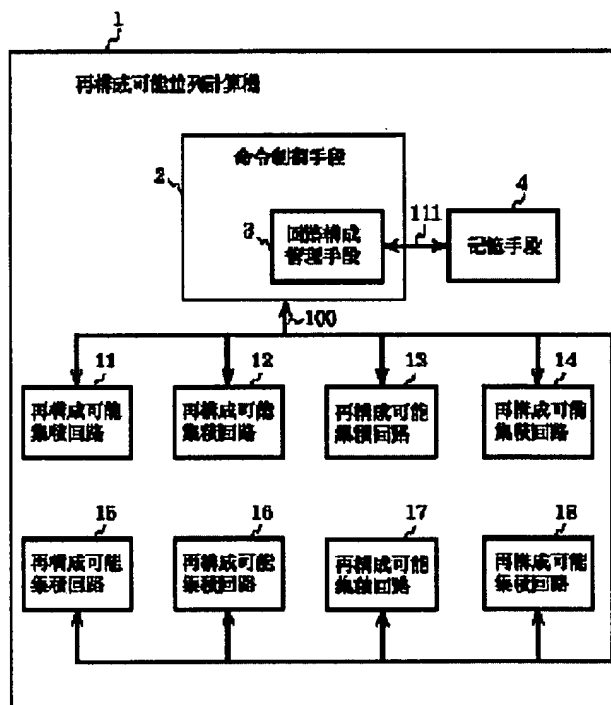 1
再構成可能並列計算機
命令制御手段
2
3
回路構成
管理手段
111
4
記憶手段
100
11
12
13
14
再構成可能
集積回路
再構成可能
集積回路
再構成可能
集積回路
再構成可能
集積回路
15
16
17
18
再構成可能
集積回路
再構成可能
集積回路
再構成可能
集積回路
再構成可能
集積回路